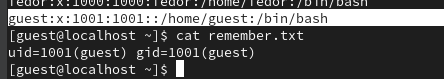 fedor:x:1000:1000:fedor:/home/fedor:/bin/bash
guest:x:1001:1001::/home/guest:/bin/bash
[guest@localhost ~]$ cat remember.txt
uid=1001(guest) gid=1001(guest)
[guest@localhost ~]$